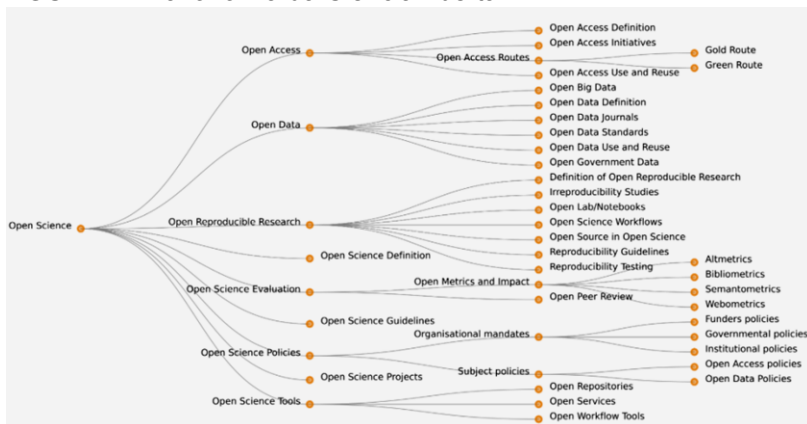 Open Science
Open Access
Open Access Definition
Open Access Initiatives
Open Access Routes
Gold Route
Green Route
Open Access Use and Reuse
Open Data
Open Big Data
Open Data Definition
Open Data Journals
Open Data Standards
Open Data Use and Reuse
Open Government Data
Open Reproducible Research
Definition of Open Reproducible Research
Irreproducibility Studies
Open Lab/Notebooks
Open Science Workflows
Open Source in Open Science
Reproducibility Guidelines
Reproducibility Testing
Open Science Definition
Open Science Evaluation
Open Metrics and Impact
Altmetrics
Bibliometrics
Semantometrics
Webometrics
Open Peer Review
Open Science Guidelines
Open Science Policies
Organisational mandates
Funders policies
Governmental policies
Institutional policies
Subject policies
Open Access policies
Open Data Policies
Open Science Projects
Open Science Tools
Open Repositories
Open Services
Open Workflow Tools